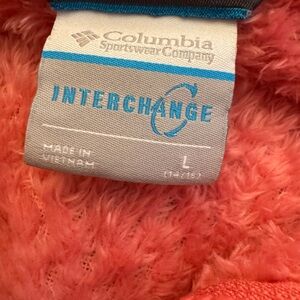 Columbia
Sportswear Company
INTERCHANGE
MADE IN
VIETNAM
L
(14/16)